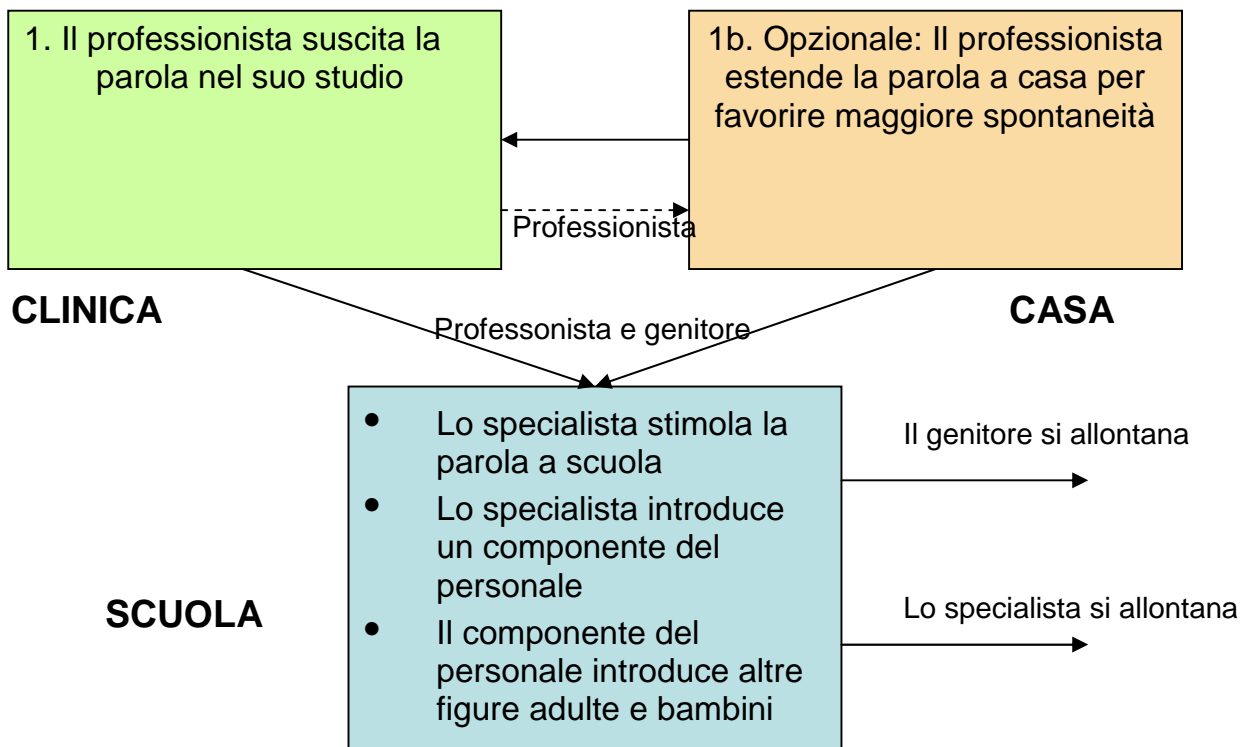 1. Il professionista suscita la
parola nel suo studio
1b. Opzionale: Il professionista
estende la parola a casa per
favorire maggiore spontaneità
Professionista
CLINICA
CASA
Professonista e genitore
• Lo specialista stimola la
parola a scuola
• Lo specialista introduce
un componente del
personale
• Il componente del
personale introduce altre
figure adulte e bambini
Il genitore si allontana
SCUOLA
Lo specialista si allontana